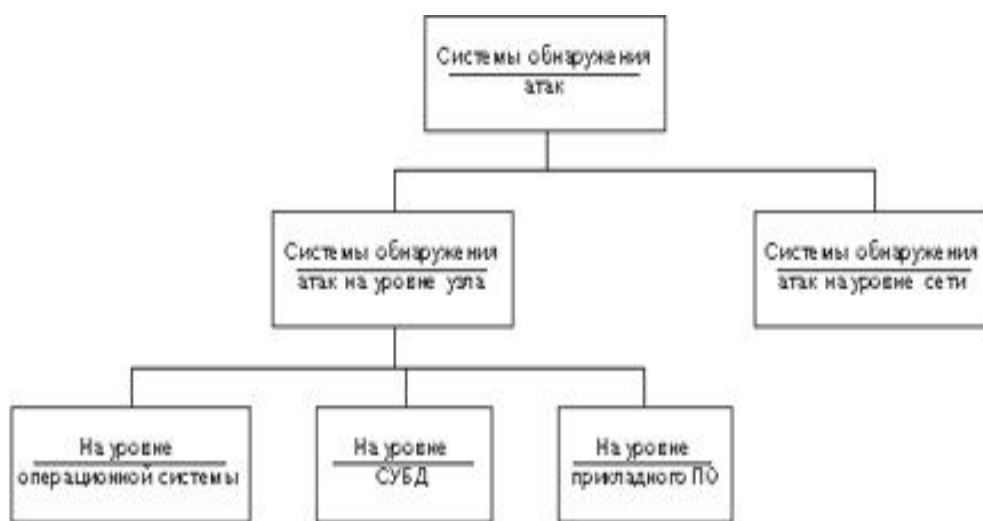 Системы обнаружения
атак
Системы обнаружения
атак на уровне узла
Системы обнаружения
атак на уровне сети
На уровне
операционной системы
На уровне
СУБД
На уровне
прикладного ПО